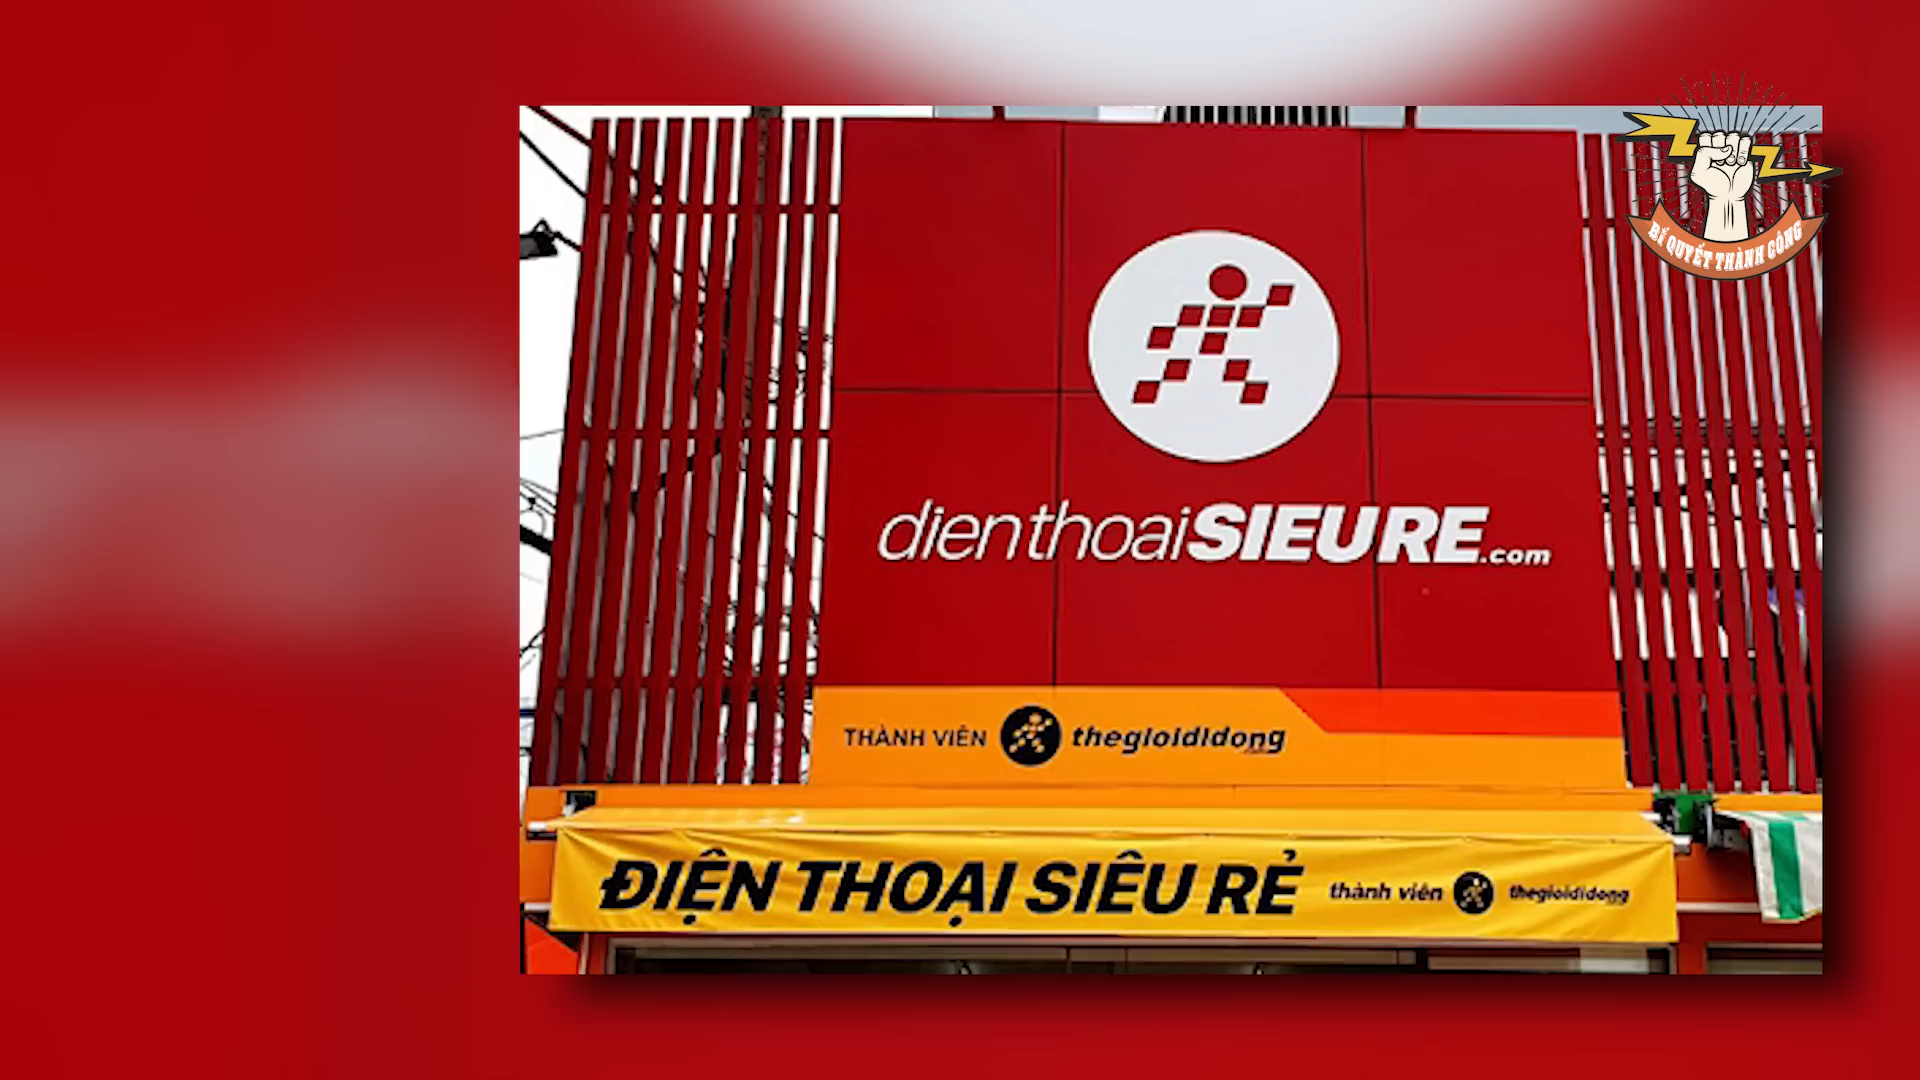 BÍ QUYẾT THÀNH CÔNG
dienthoaiSIEURE.com
THÀNH VIÊN thegioididong
ĐIỆN THOẠI SIÊU RẺ thành viên thegioididong